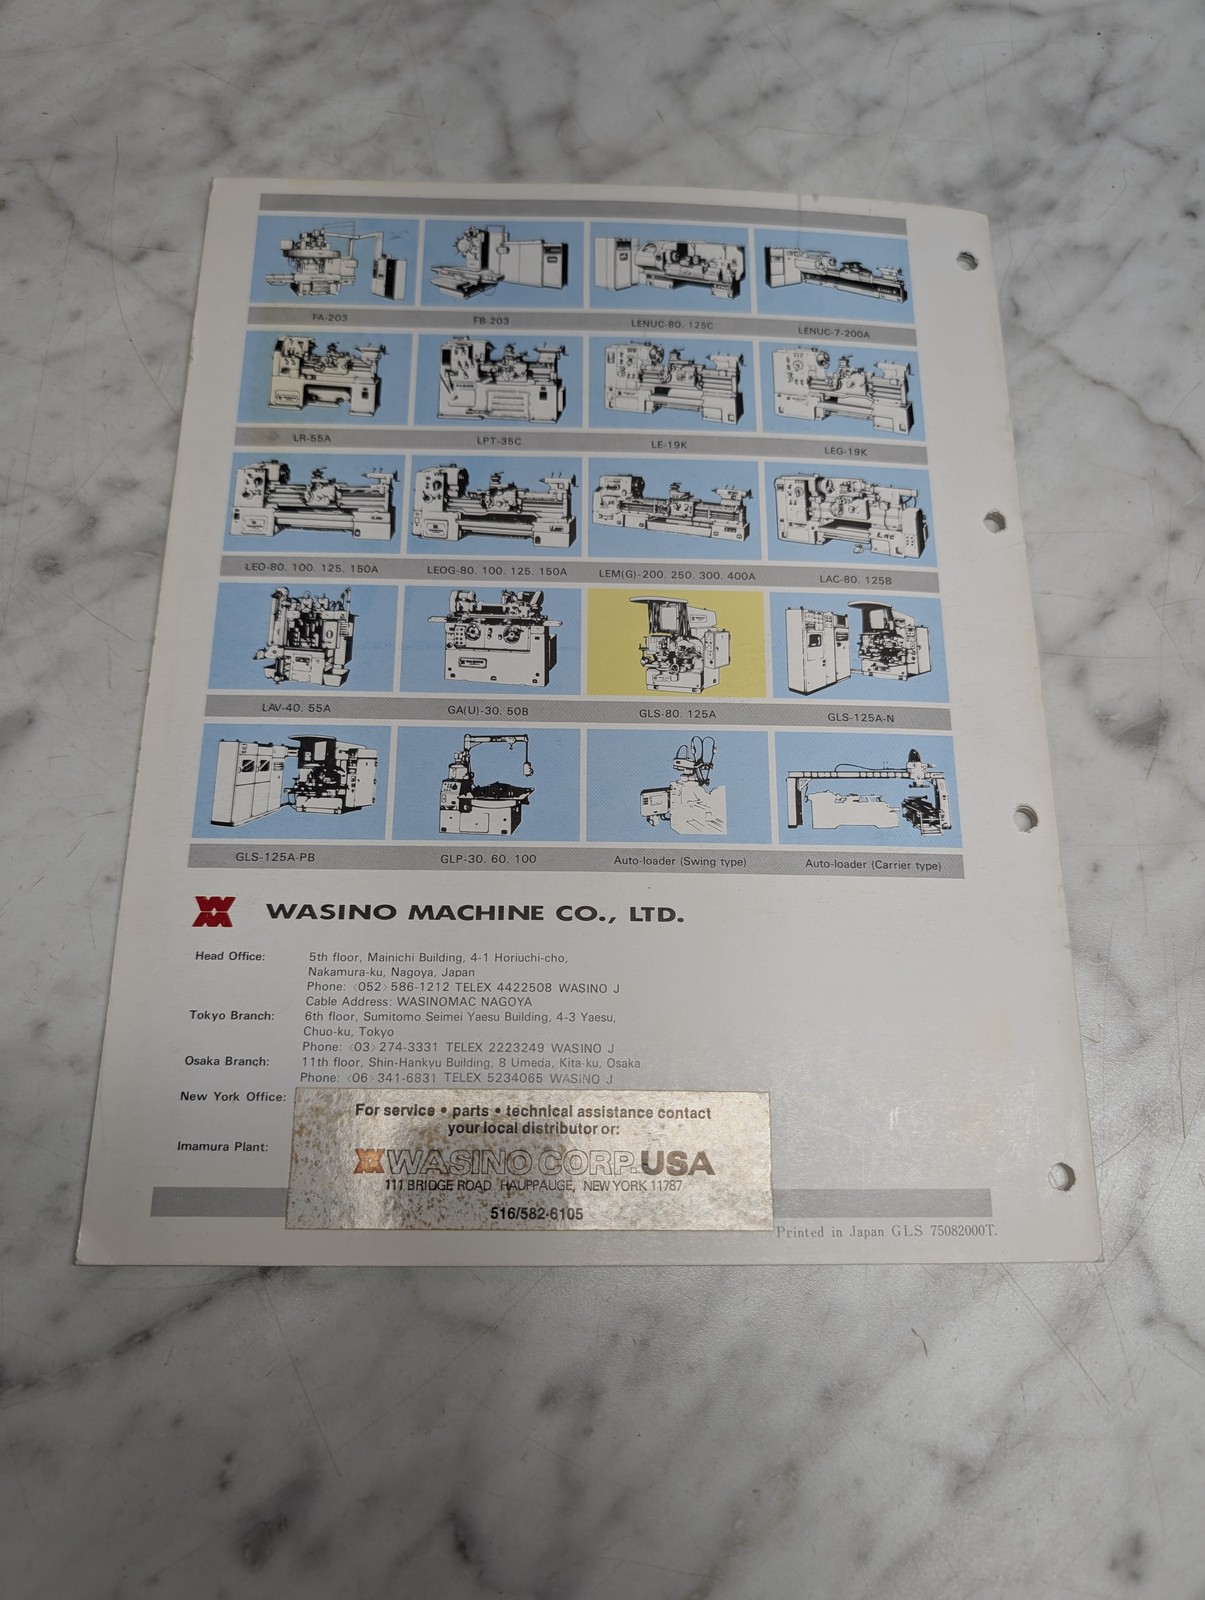 FA-203 FB-203 LENUC-80. 125C LENUC-7-200A
LR-55A LPT-35C LE-19K LEG-19K
LEO-80. 100. 125. 150A LEOG-80. 100. 125. 150A LEM(G)-200. 250. 300. 400A LAC-80. 125B
LAV-40. 55A GA(U)-30. 50B GLS-80. 125A GLS-125A-N
GLS-125A-PB GLP-30. 60. 100 Auto-loader (Swing type) Auto-loader (Carrier type)
WASINO MACHINE CO., LTD.
Head Office: 5th floor, Mainichi Building, 4-1 Horiuchi-cho,
Nakamura-ku, Nagoya, Japan
Phone: <052> 586-1212 TELEX 4422508 WASINO J
Cable Address: WASINOMAC NAGOYA
Tokyo Branch: 6th floor, Sumitomo Seimei Yaesu Building, 4-3 Yaesu,
Chuo-ku, Tokyo
Phone: <03> 274-3331 TELEX 2223249 WASINO J
Osaka Branch: 11th floor, Shin-Hankyu Building, 8 Umeda, Kita-ku, Osaka
Phone: <06> 341-6831 TELEX 5234065 WASINO J
New York Office:
Imamura Plant:
For service • parts • technical assistance contact
your local distributor or:
WASINO CORP. USA
111 BRIDGE ROAD HAUPPAUGE, NEW YORK 11787
516/582-6105
Printed in Japan GLS 75082000T.